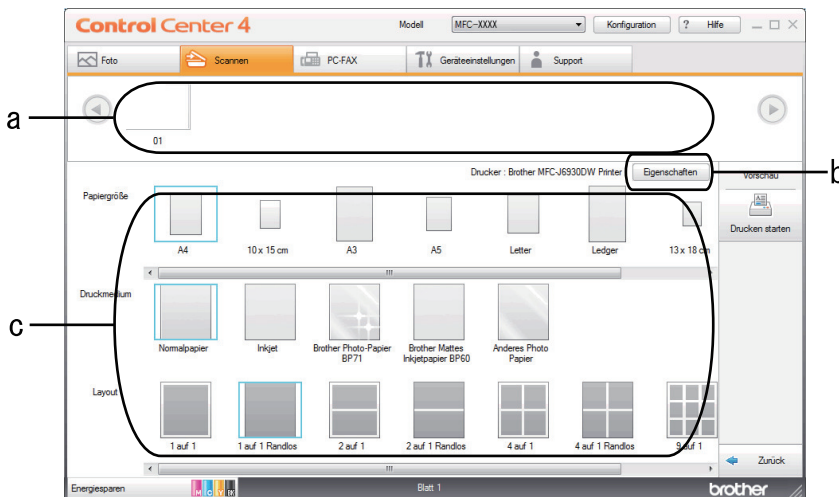 Control Center 4 Modell MFC-XXXX Konfiguration ? Hilfe
Foto Scannen PC-FAX Geräteeinstellungen Support
a
01
Drucker : Brother MFC-J6930DW Printer Eigenschaften Vorschau
b
Papiergröße
Drucken starten
A4 10 x 15 cm A3 A5 Letter Ledger 13 x 18 cm
Druckmedium
c
Normalpapier Inkjet Brother Photo-Papier BP71 Brother Mattes Inkjetpapier BP60 Anderes Photo Papier
Layout
1 auf 1 1 auf 1 Randlos 2 auf 1 2 auf 1 Randlos 4 auf 1 4 auf 1 Randlos 9 auf 1
Zurück
Energiesparen M C Y BK Blatt 1 brother